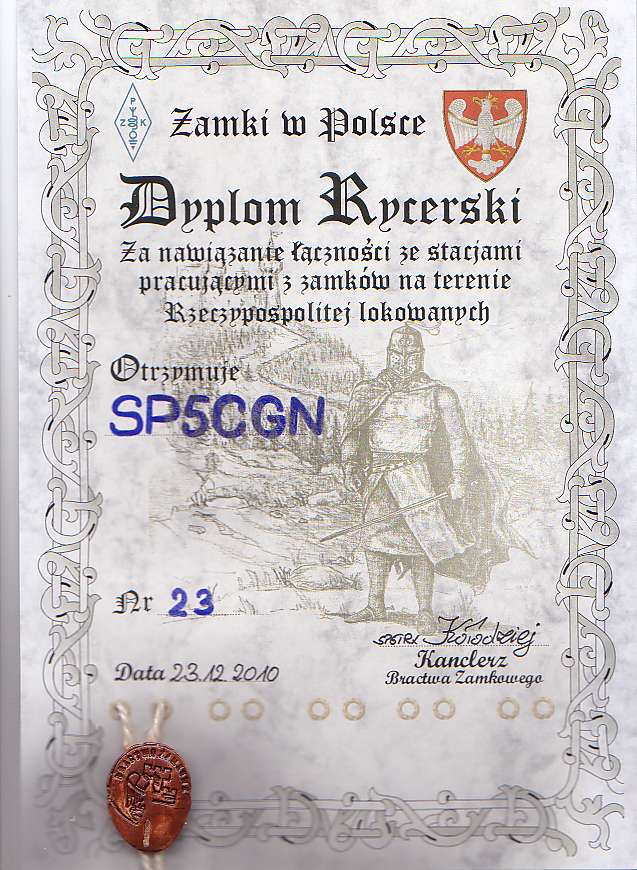 P
Z K
Zamki w Polsce
Dyplom Rycerski
Za nawiązanie łączności ze stacjami
pracującymi z zamków na terenie
Rzeczypospolitej lokowanych
Otrzymuje
SP5CGN
Nr 23
Kanclerz
Bractwa Zamkowego
Data 23.12.2010